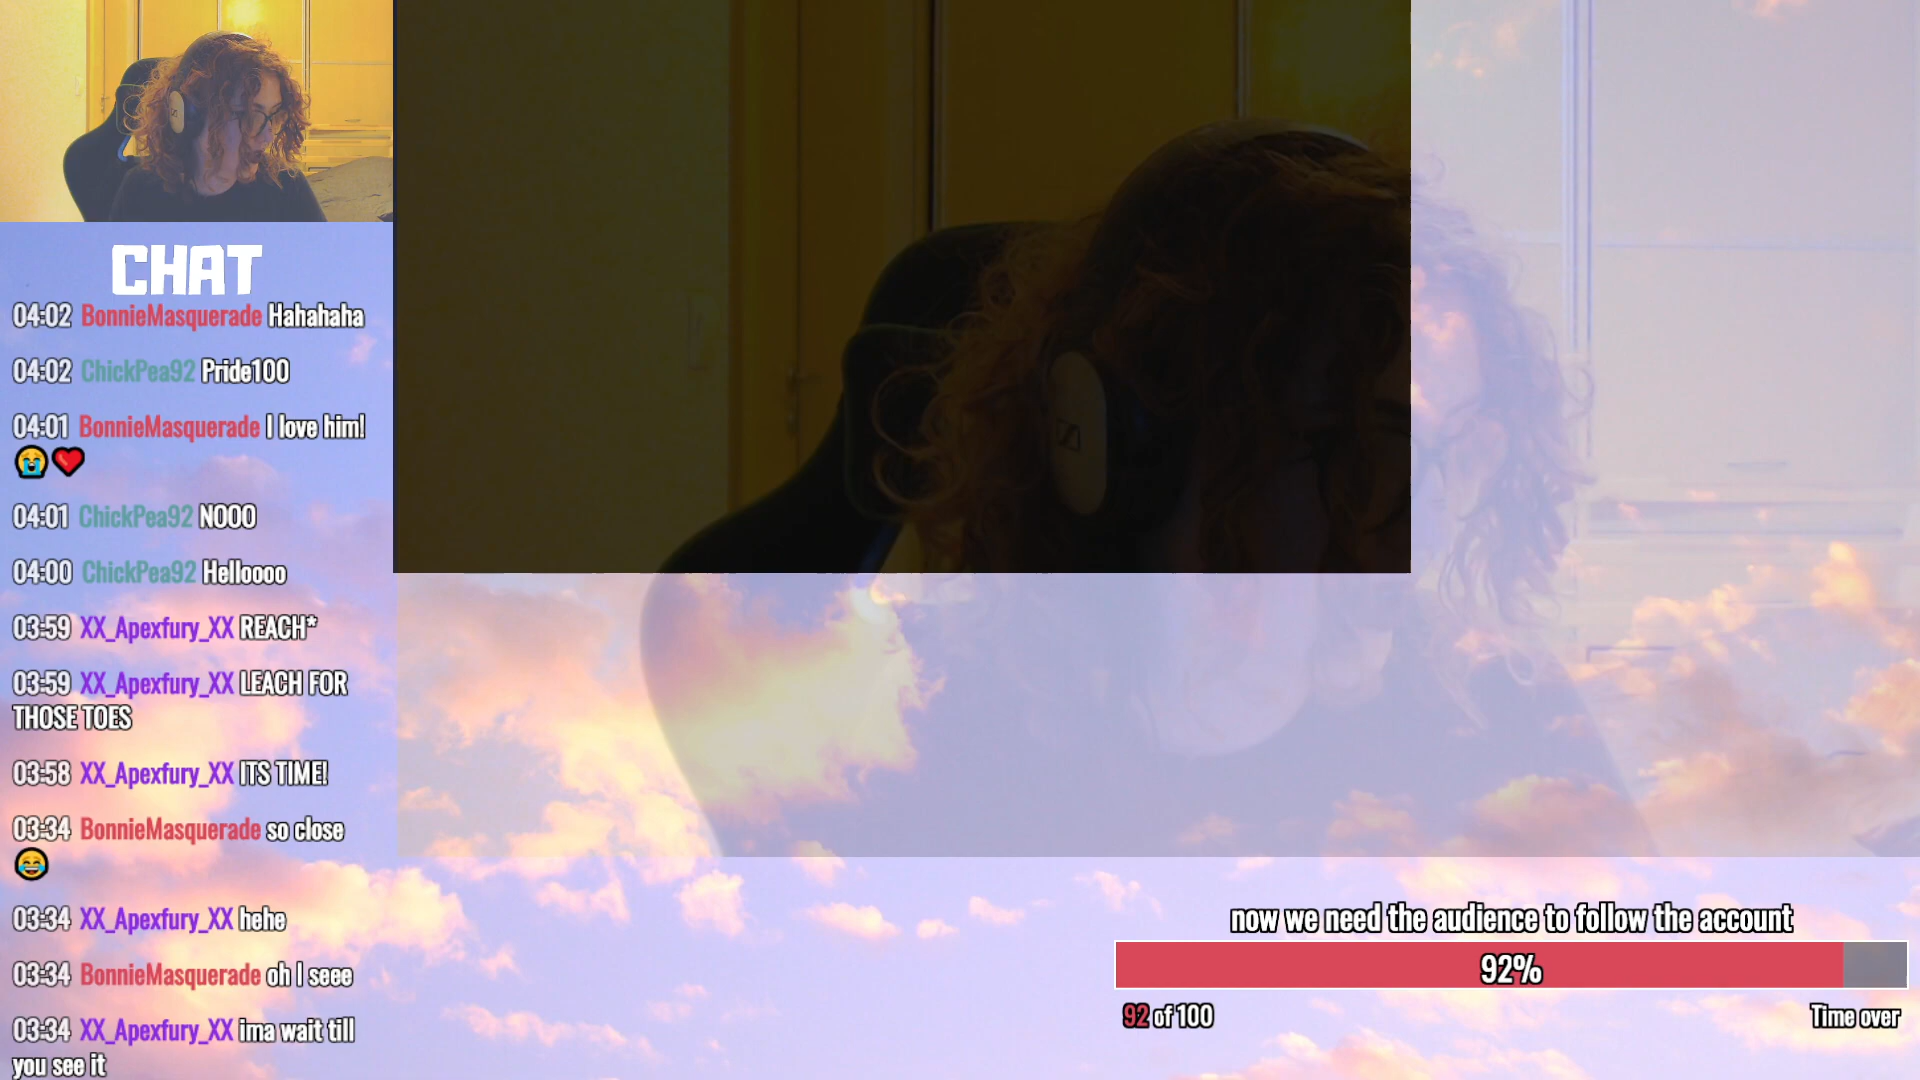 CHAT
04:02 BonnieMasquerade Hahahaha
04:02 ChickPea92 Pride100
04:01 BonnieMasquerade I love him!
😭❤️
04:01 ChickPea92 NOOO
04:00 ChickPea92 Helloooo
03:59 XX_Apexfury_XX REACH*
03:59 XX_Apexfury_XX LEACH FOR
THOSE TOES
03:58 XX_Apexfury_XX ITS TIME!
03:34 BonnieMasquerade so close
😂
03:34 XX_Apexfury_XX hehe
03:34 BonnieMasquerade oh I seee
03:34 XX_Apexfury_XX ima wait till
you see it
now we need the audience to follow the account
92%
92 of 100
Time over